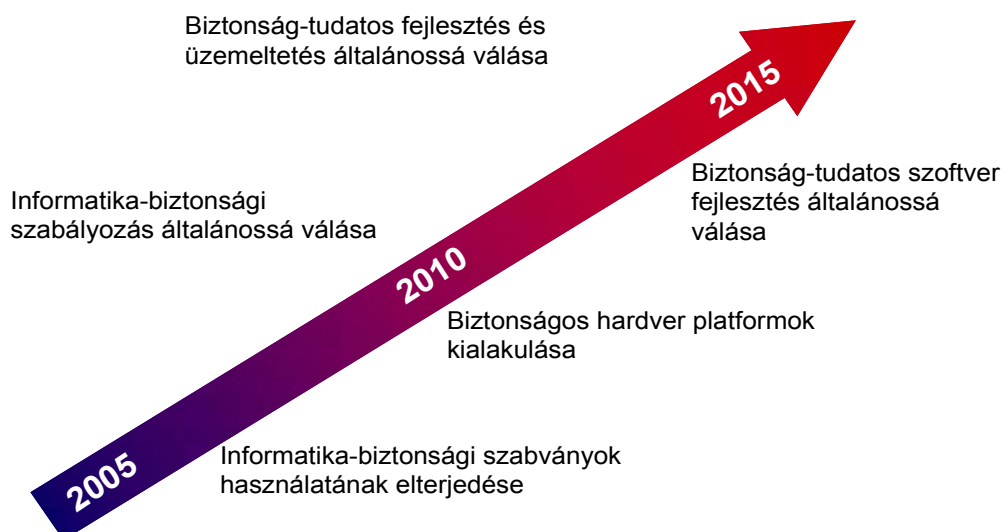 Biztonság-tudatos fejlesztés és
üzemeltetés általánossá válása
2015
Biztonság-tudatos szoftver
fejlesztés általánossá
válása
Informatika-biztonsági
szabályozás általánossá válása
2010
Biztonságos hardver platformok
kialakulása
Informatika-biztonsági szabványok
használatának elterjedése
2005